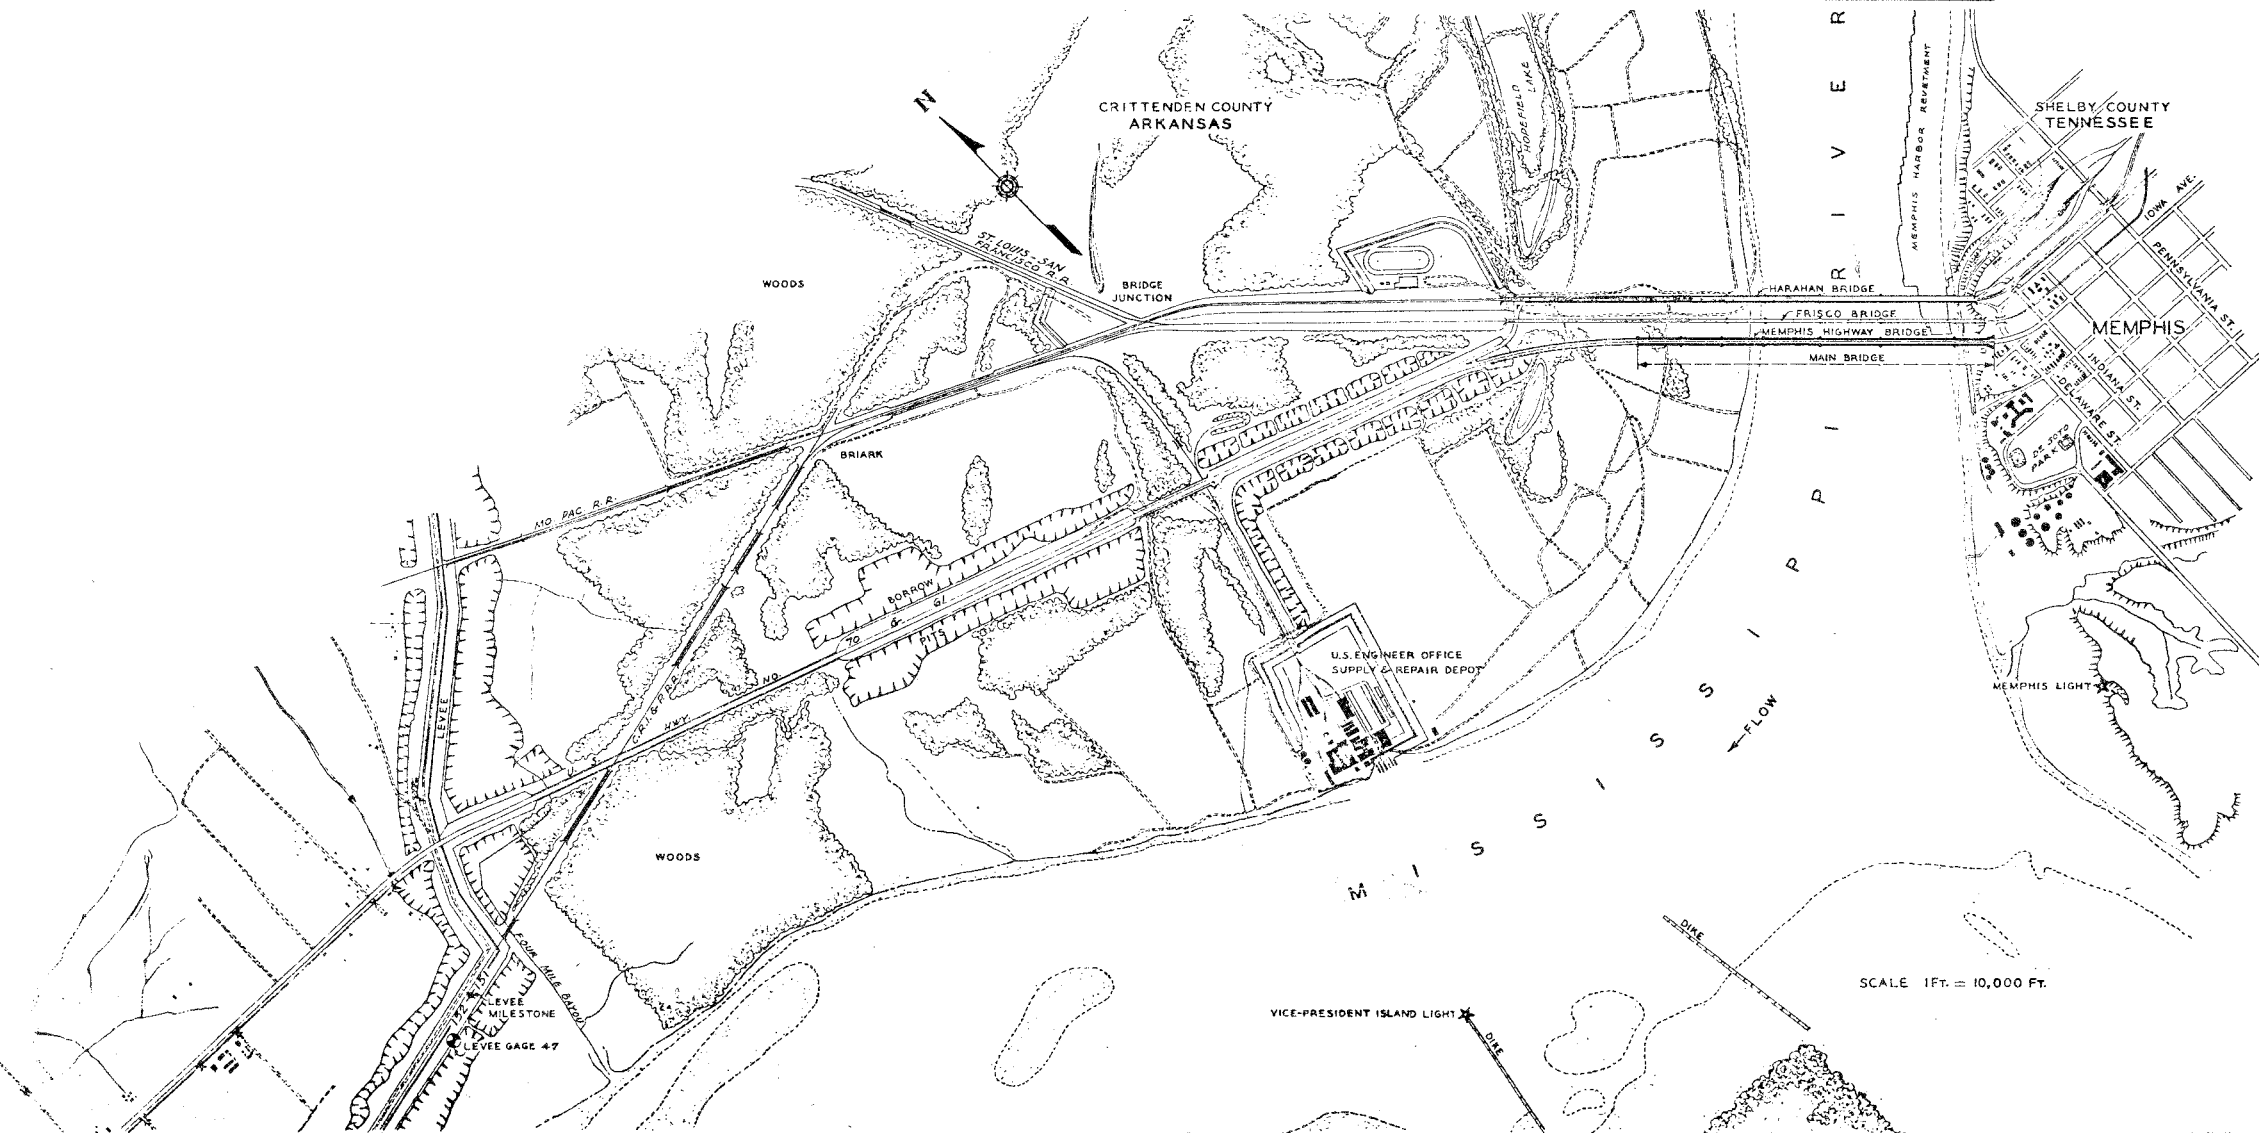 N
CRITTENDEN COUNTY
ARKANSAS
HOPEFIELD
LAKE
MISSISSIPPI RIVER
MEMPHIS HARBOR REVETMENT
SHELBY COUNTY
TENNESSEE
IOWA AVE.
PENNSYLVANIA ST.
ST. LOUIS - SAN
FRANCISCO R.R.
WOODS
BRIDGE
JUNCTION
HARAHAN BRIDGE
FRISCO BRIDGE
MEMPHIS HIGHWAY BRIDGE
MAIN BRIDGE
MEMPHIS
INDIANA ST.
DELAWARE ST.
DE SOTO
PARK
BRIARK
MO PAC R.R.
BORROW
PITS
HWY. NO. 70 & 61
C.R.I. & P. R.R.
LEVEE
U.S. ENGINEER OFFICE
SUPPLY & REPAIR DEPOT
MEMPHIS LIGHT
FLOW
WOODS
DIKE
FOUR MILE BAYOU
151
152
LEVEE
MILESTONE
LEVEE GAGE 47
VICE-PRESIDENT ISLAND LIGHT
DIKE
SCALE 1FT. = 10,000 FT.